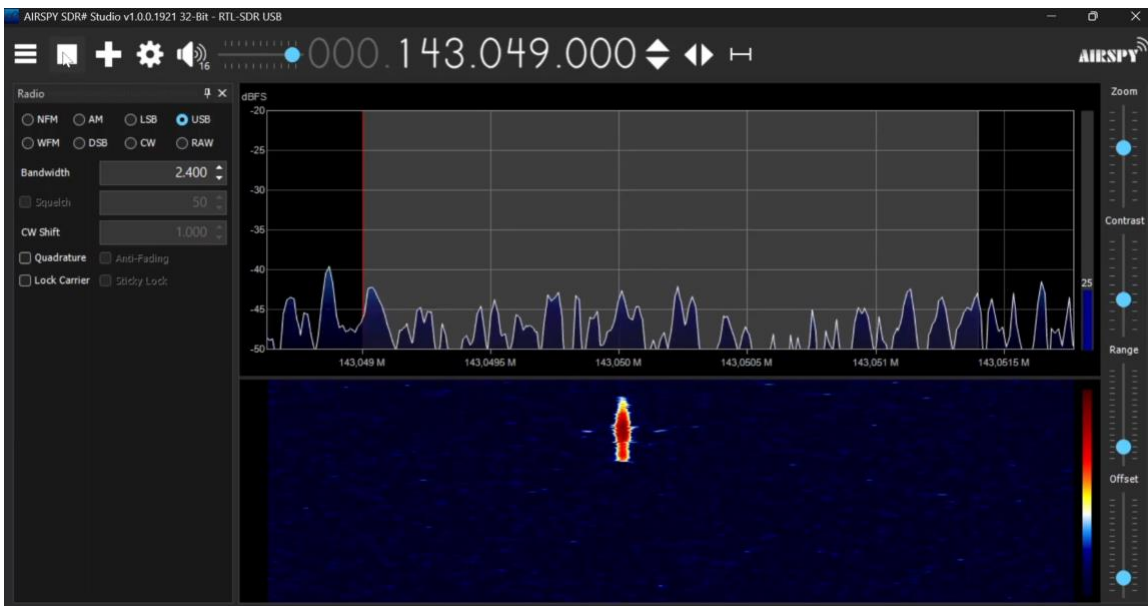 AIRSPY SDR# Studio v1.0.0.1921 32-Bit - RTL-SDR USB
16
000.143.049.000
AIRSPY
Radio
NFM AM LSB USB
WFM DSB CW RAW
Bandwidth 2.400
Squelch 50
CW Shift 1.000
Quadrature Anti-Fading
Lock Carrier Sticky Lock
dBFS
-20
-25
-30
-35
-40
-45
-50
25
143,049 M 143,0495 M 143,050 M 143,0505 M 143,051 M 143,0515 M
Zoom
Contrast
Range
Offset